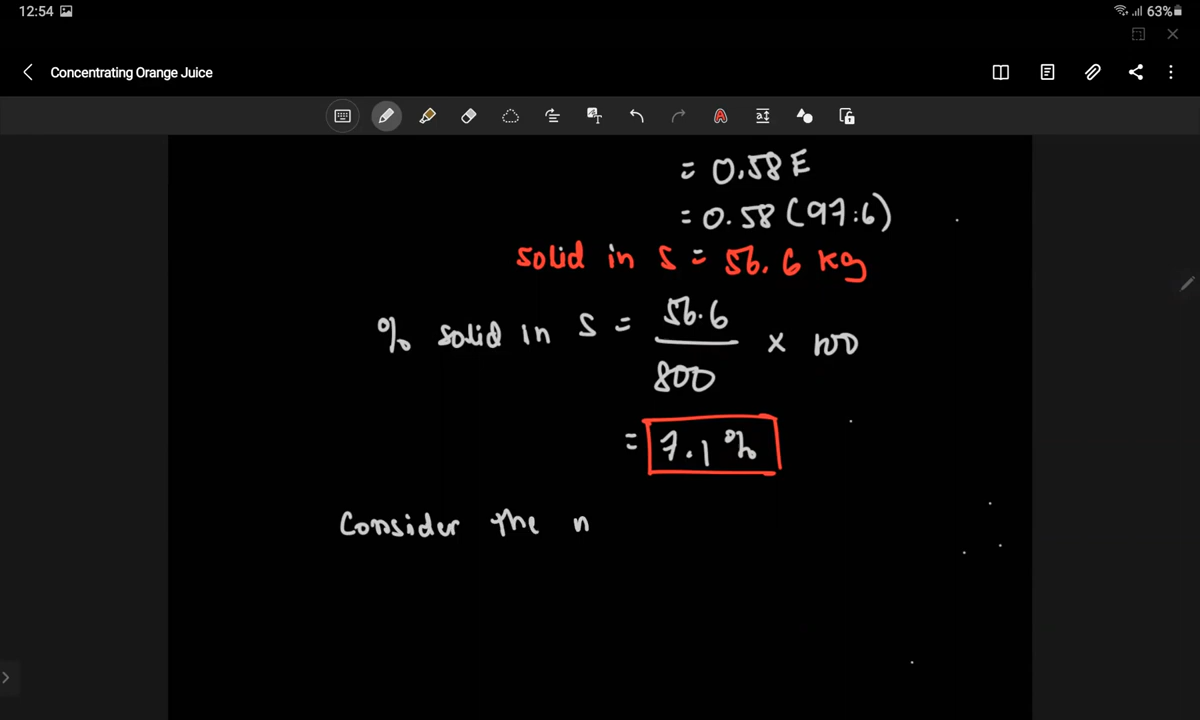 12:54 63%
Concentrating Orange Juice
= 0.58 E
= 0.58 (97.6)
solid in S = 56.6 kg
% solid in S = 56.6 / 800 × 100
= 7.1 %
Consider the n